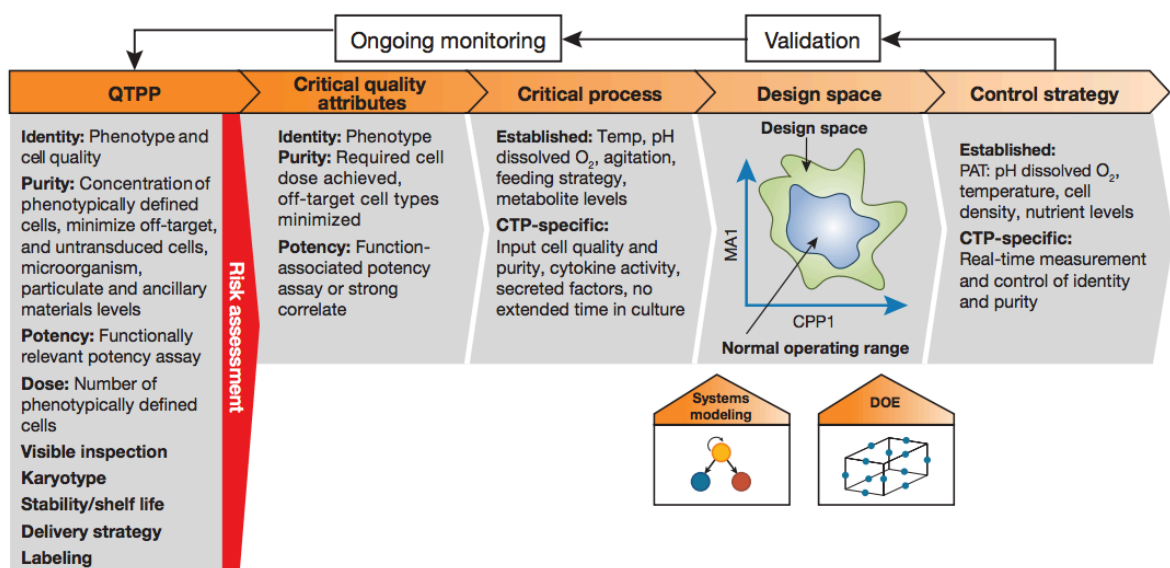 Ongoing monitoring
Validation
QTPP
Critical quality
attributes
Critical process
Design space
Control strategy
Identity: Phenotype and
cell quality
Purity: Concentration of
phenotypically defined
cells, minimize off-target,
and untransduced cells,
microorganism,
particulate and ancillary
materials levels
Potency: Functionally
relevant potency assay
Dose: Number of
phenotypically defined
cells
Visible inspection
Karyotype
Stability/shelf life
Delivery strategy
Labeling
Risk assessment
Identity: Phenotype
Purity: Required cell
dose achieved,
off-target cell types
minimized
Potency: Function-
associated potency
assay or strong
correlate
Established: Temp, pH
dissolved O2, agitation,
feeding strategy,
metabolite levels
CTP-specific:
Input cell quality and
purity, cytokine activity,
secreted factors, no
extended time in culture
Design space
MA1
CPP1
Normal operating range
Established:
PAT: pH dissolved O2,
temperature, cell
density, nutrient levels
CTP-specific:
Real-time measurement
and control of identity
and purity
Systems
modeling
DOE